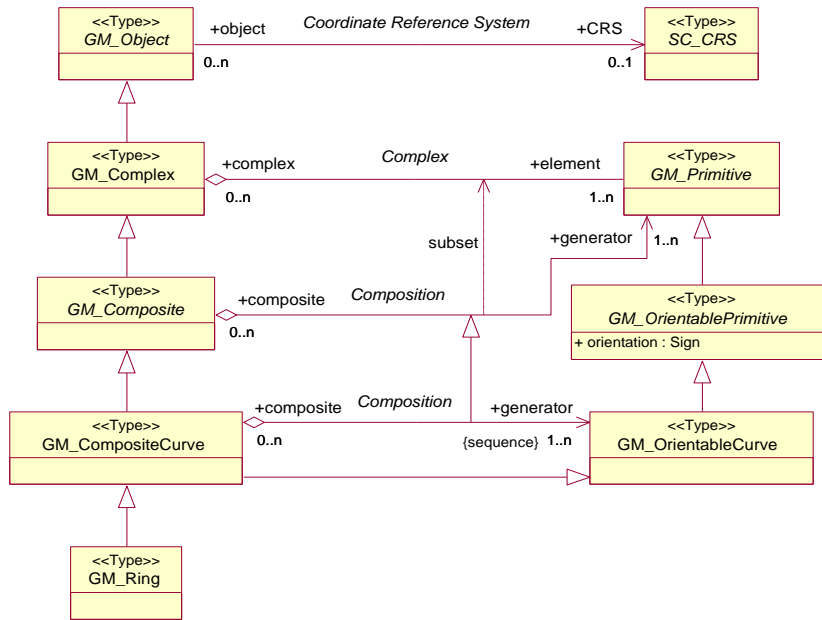 <<Type>>
GM_Object
+object
Coordinate Reference System
+CRS
0..n
0..1
<<Type>>
SC_CRS
<<Type>>
GM_Complex
+complex
Complex
+element
0..n
1..n
<<Type>>
GM_Primitive
subset
+generator
1..n
<<Type>>
GM_Composite
+composite
Composition
0..n
<<Type>>
GM_OrientablePrimitive
+ orientation : Sign
<<Type>>
GM_CompositeCurve
+composite
Composition
+generator
0..n
{sequence}
1..n
<<Type>>
GM_OrientableCurve
<<Type>>
GM_Ring